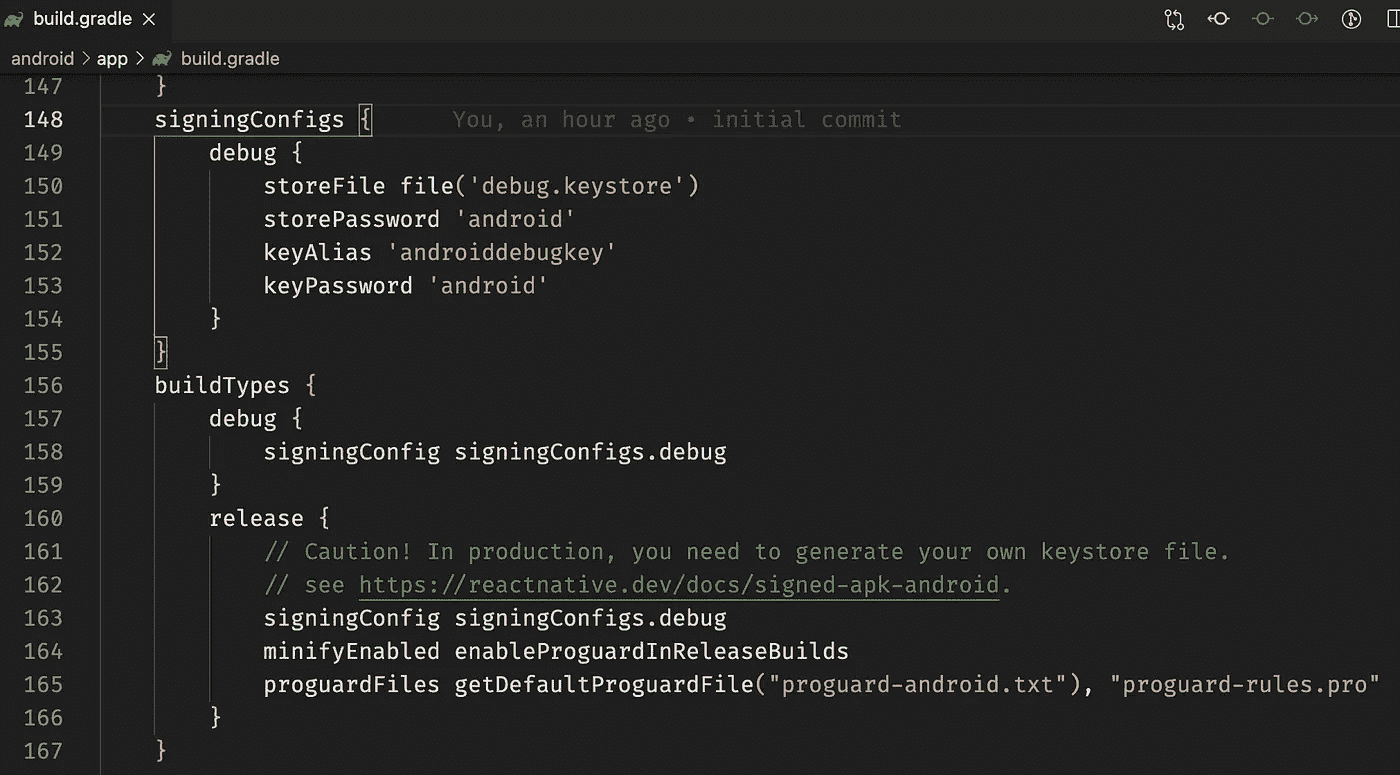 build.gradle
android > app > build.gradle
147 }
148 signingConfigs { You, an hour ago • initial commit
149 debug {
150 storeFile file('debug.keystore')
151 storePassword 'android'
152 keyAlias 'androiddebugkey'
153 keyPassword 'android'
154 }
155 }
156 buildTypes {
157 debug {
158 signingConfig signingConfigs.debug
159 }
160 release {
161 // Caution! In production, you need to generate your own keystore file.
162 // see https://reactnative.dev/docs/signed-apk-android.
163 signingConfig signingConfigs.debug
164 minifyEnabled enableProguardInReleaseBuilds
165 proguardFiles getDefaultProguardFile("proguard-android.txt"), "proguard-rules.pro"
166 }
167 }